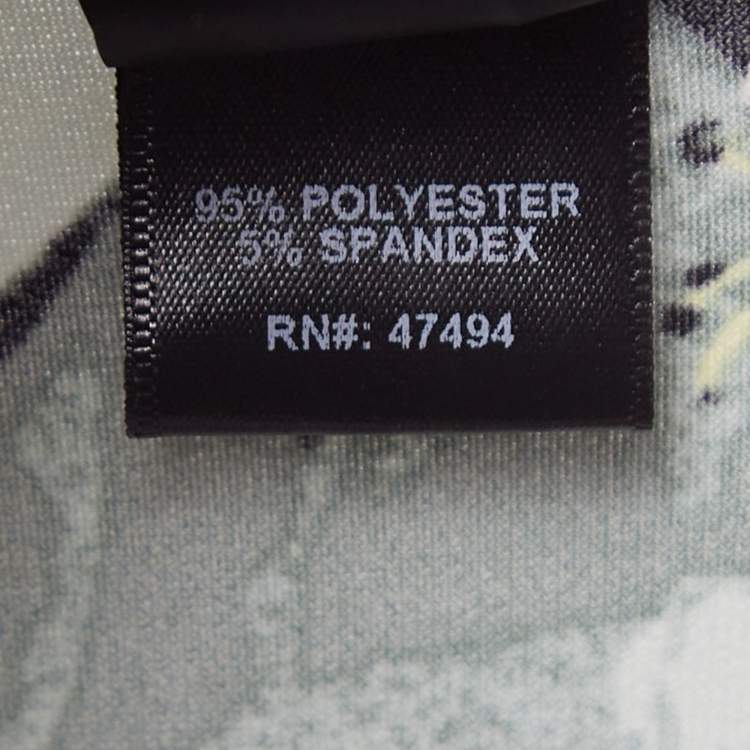 95% POLYESTER
5% SPANDEX
RN#: 47494